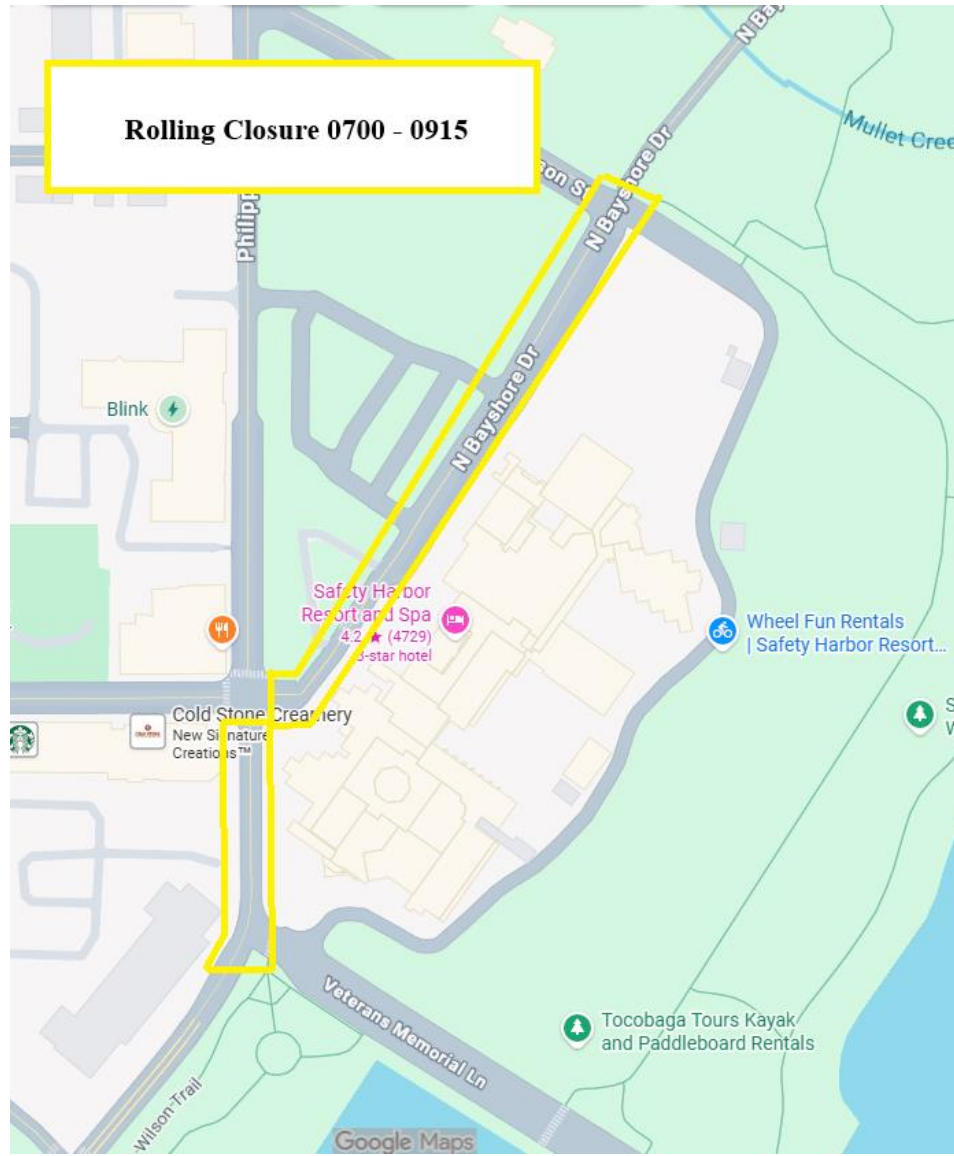 Rolling Closure 0700 - 0915
N Bayshore Dr
Mullet Cree
son S
Philipp
N Bayshore Dr
Blink
Safety Harbor
Resort and Spa
4.2 ★ (4729)
3-star hotel
Wheel Fun Rentals
| Safety Harbor Resort...
Cold Stone Creamery
New Signature
Creations™
Veterans Memorial Ln
Tocobaga Tours Kayak
and Paddleboard Rentals
Wilson-Trail
Google Maps